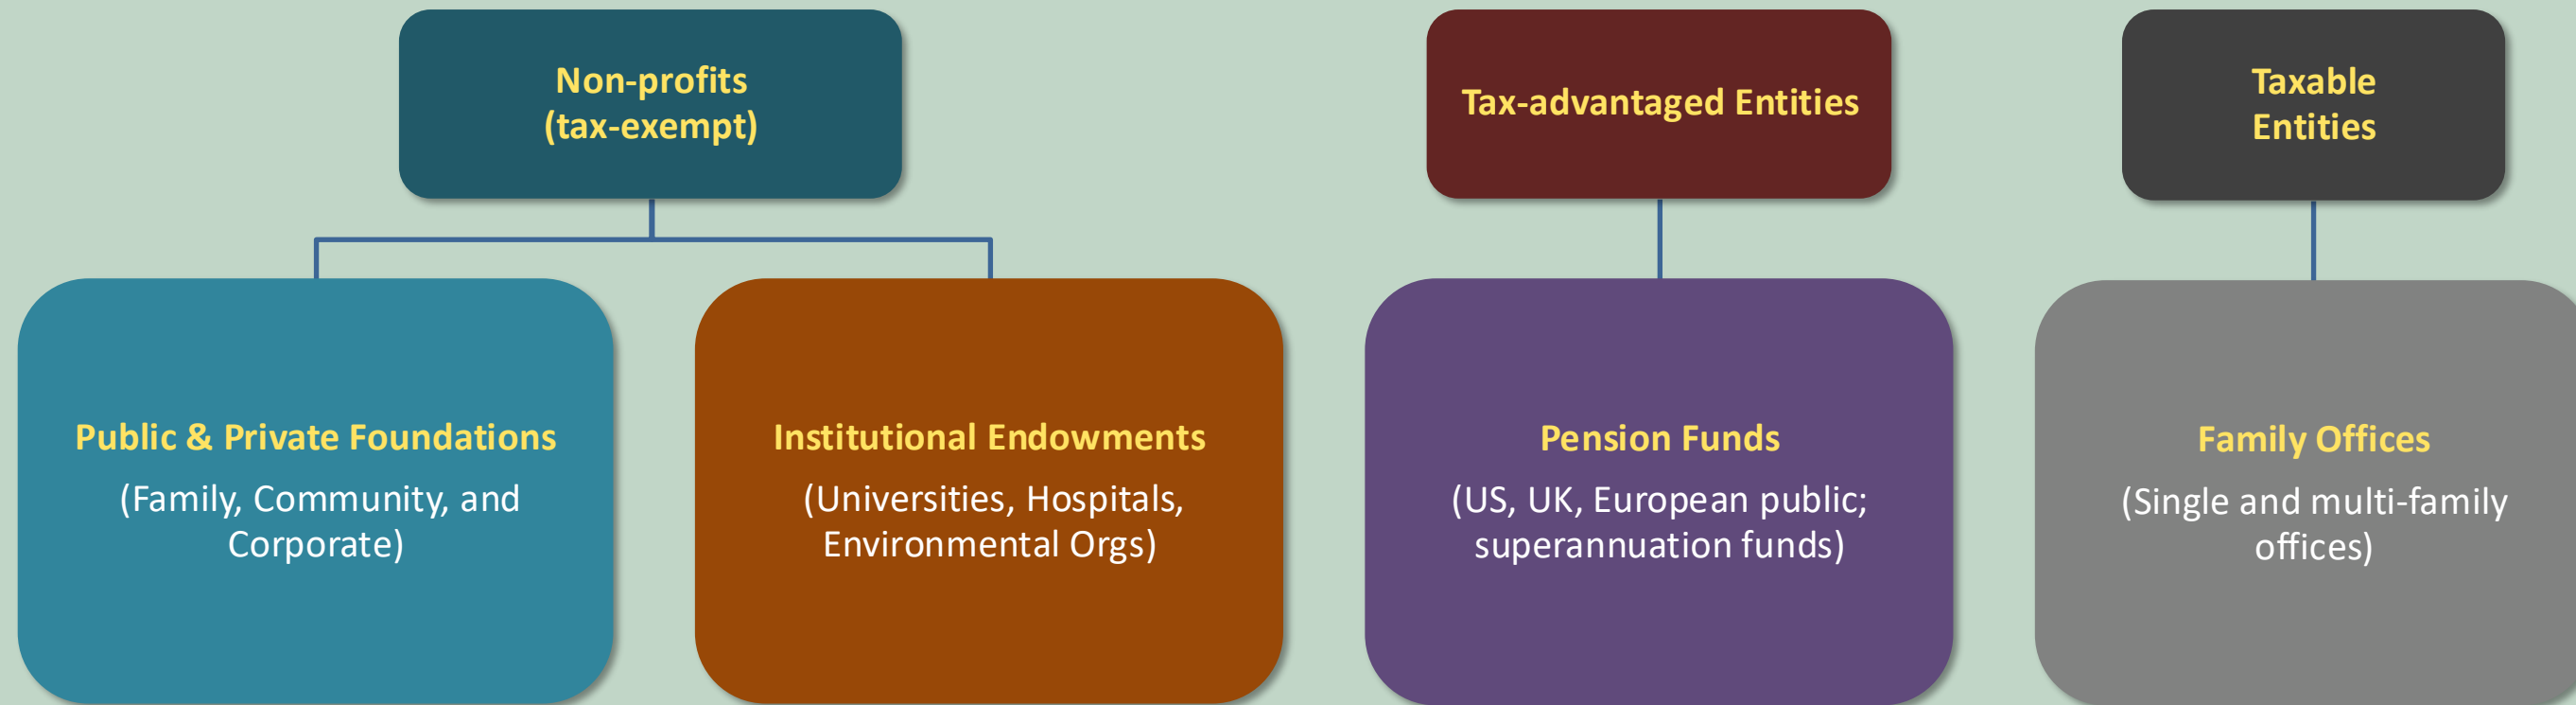 Non-profits
(tax-exempt)
Tax-advantaged Entities
Taxable
Entities
Public & Private Foundations
(Family, Community, and
Corporate)
Institutional Endowments
(Universities, Hospitals,
Environmental Orgs)
Pension Funds
(US, UK, European public;
superannuation funds)
Family Offices
(Single and multi-family
offices)